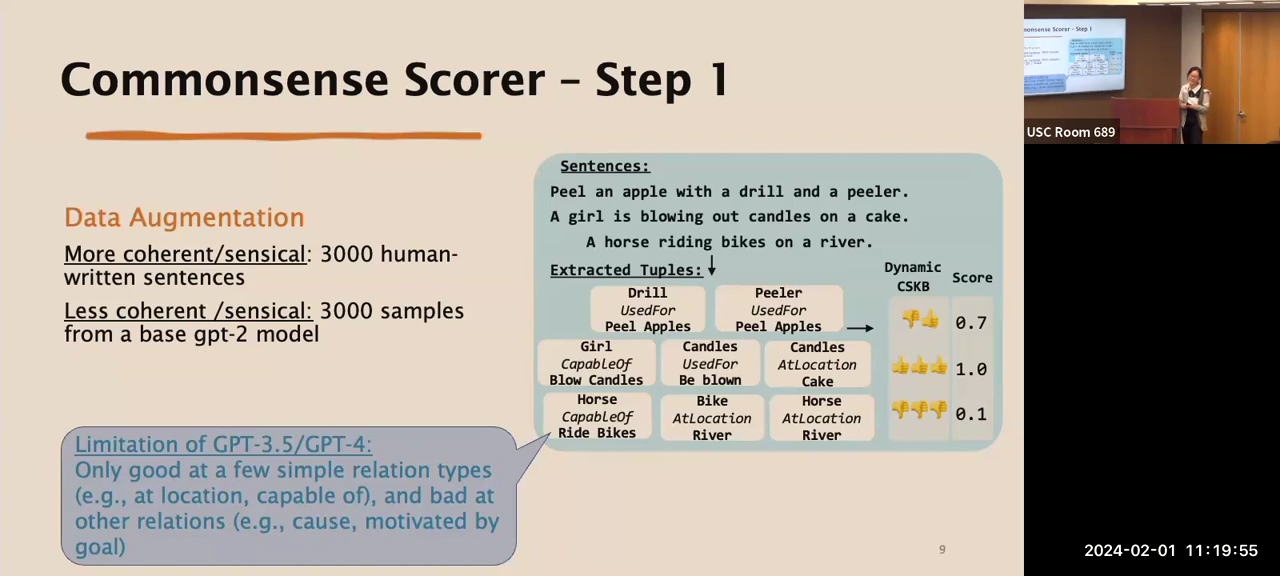 Commonsense Scorer – Step 1
Data Augmentation
More coherent/sensical: 3000 human-
written sentences
Less coherent /sensical: 3000 samples
from a base gpt-2 model
Limitation of GPT-3.5/GPT-4:
Only good at a few simple relation types
(e.g., at location, capable of), and bad at
other relations (e.g., cause, motivated by
goal)
Sentences:
Peel an apple with a drill and a peeler.
A girl is blowing out candles on a cake.
A horse riding bikes on a river.
Extracted Tuples:
Dynamic
CSKB
Score
Drill
UsedFor
Peel Apples
Peeler
UsedFor
Peel Apples
0.7
Girl
CapableOf
Blow Candles
Candles
UsedFor
Be blown
Candles
AtLocation
Cake
1.0
Horse
CapableOf
Ride Bikes
Bike
AtLocation
River
Horse
AtLocation
River
0.1
9
Commonsense Scorer - Step 1
USC Room 689
2024-02-01 11:19:55